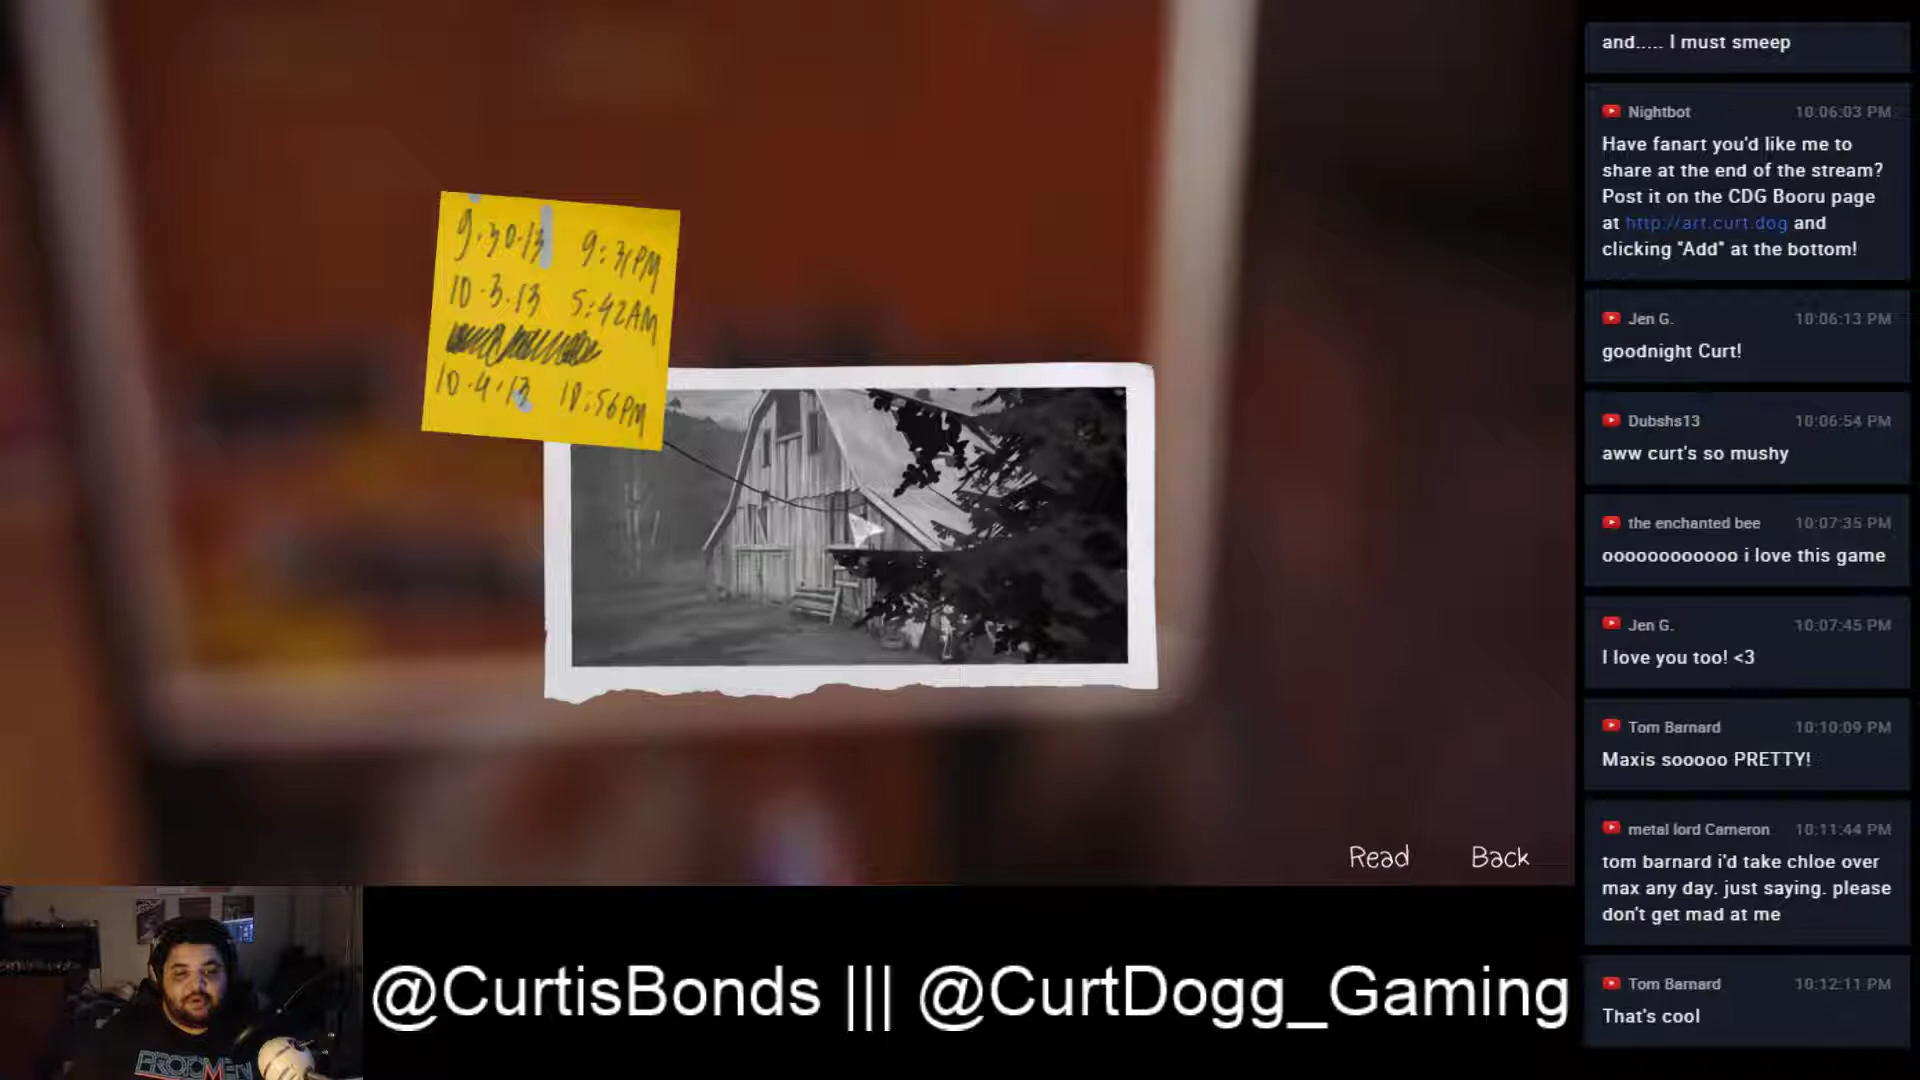 9.30.13 9:31PM
10.3.13 5:42AM
10.4.13 10:56PM
Read Back
@CurtisBonds ||| @CurtDogg_Gaming
PROTOMEN
and..... I must smeep
Nightbot 10:06:03 PM
Have fanart you'd like me to
share at the end of the stream?
Post it on the CDG Booru page
at http://art.curt.dog and
clicking "Add" at the bottom!
Jen G. 10:06:13 PM
goodnight Curt!
Dubshs13 10:06:54 PM
aww curt's so mushy
the enchanted bee 10:07:35 PM
oooooooooooo i love this game
Jen G. 10:07:45 PM
I love you too! <3
Tom Barnard 10:10:09 PM
Maxis sooooo PRETTY!
metal lord Cameron 10:11:44 PM
tom barnard i'd take chloe over
max any day. just saying. please
don't get mad at me
Tom Barnard 10:12:11 PM
That's cool